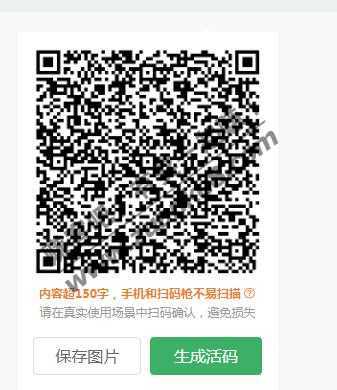 内容超150字，手机和扫码枪不易扫描
请在真实使用场景中扫码确认，避免损失
保存图片
生成活码